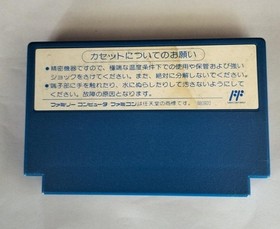 カセットについてのお願い
●精密機器ですので、極端な温度条件下での使用や保管および強い
ショックをさけてください。また、絶対に分解しないでください。
●端子部に手を触れたり、水にぬらしたりして汚さないようにして
ください。故障の原因となります。
ファミリーコンピュータ ファミコンは任天堂の商標です。
FF